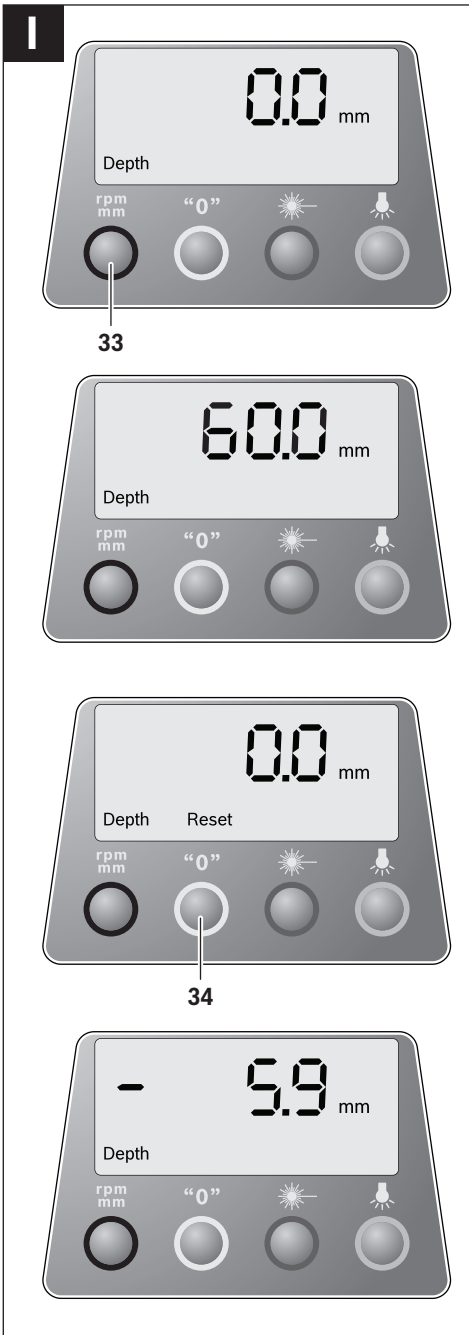 I
0.0 mm
Depth
rpm
mm “0”
33
60.0 mm
Depth
rpm
mm “0”
0.0 mm
Depth Reset
rpm
mm “0”
34
- 5.9 mm
Depth
rpm
mm “0”